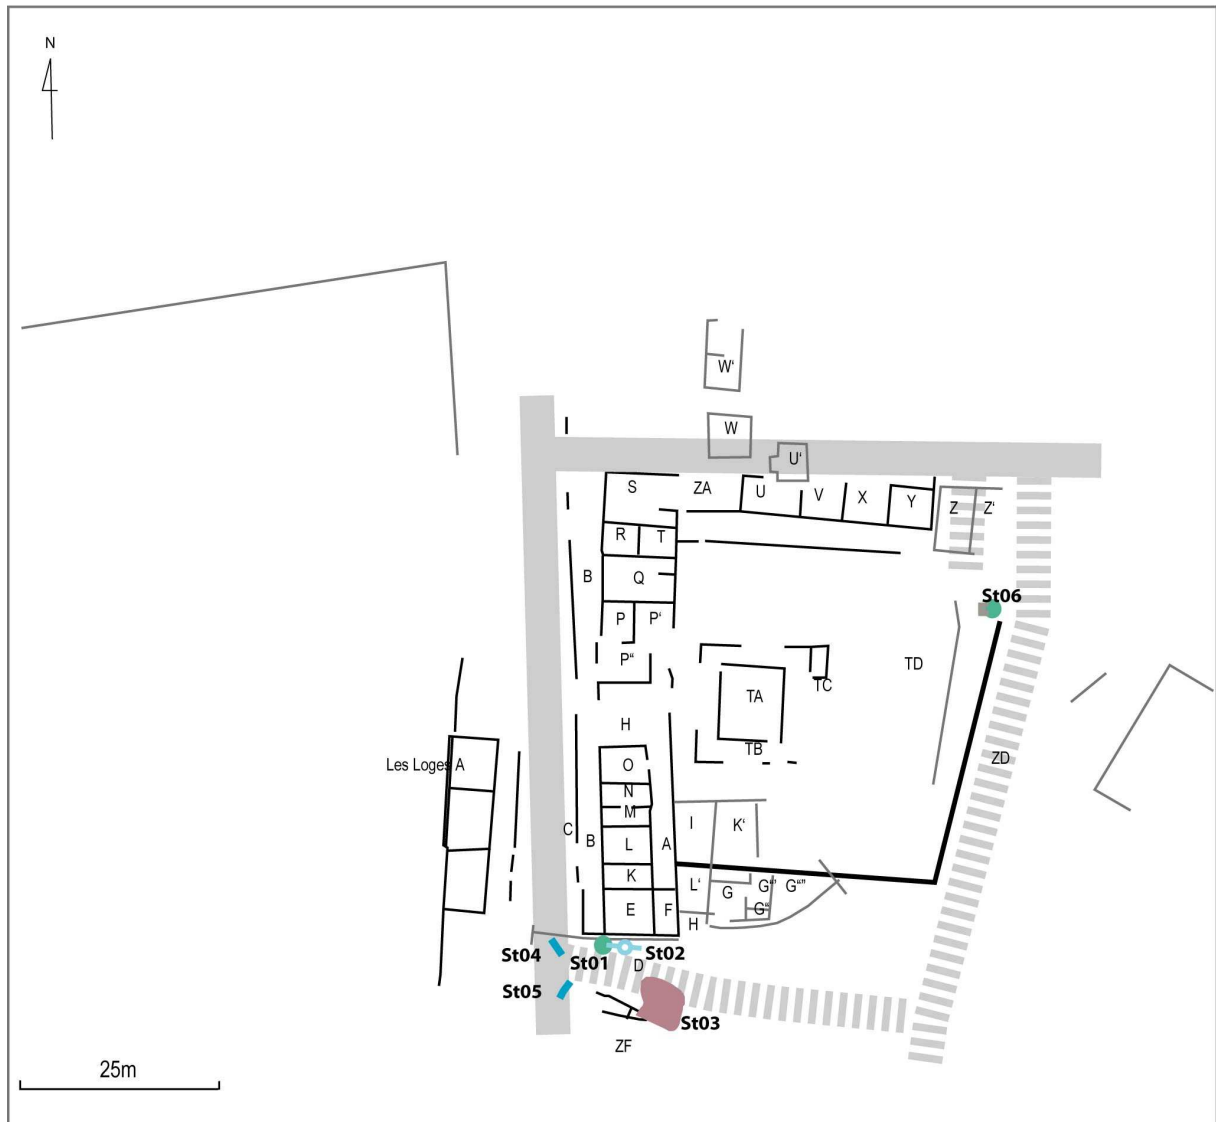 N
W‘
W
U‘
S
ZA
U
V
X
Y
Z
Z‘
R
T
B
Q
St06
P
P‘
P“
TD
TC
TA
H
TB
ZD
Les Loges A
O
N
M
I
K‘
C
B
L
A
K
L‘
G
G“‘
G““
E
F
G“
H
St04
St01
St02
D
St05
St03
ZF
25m